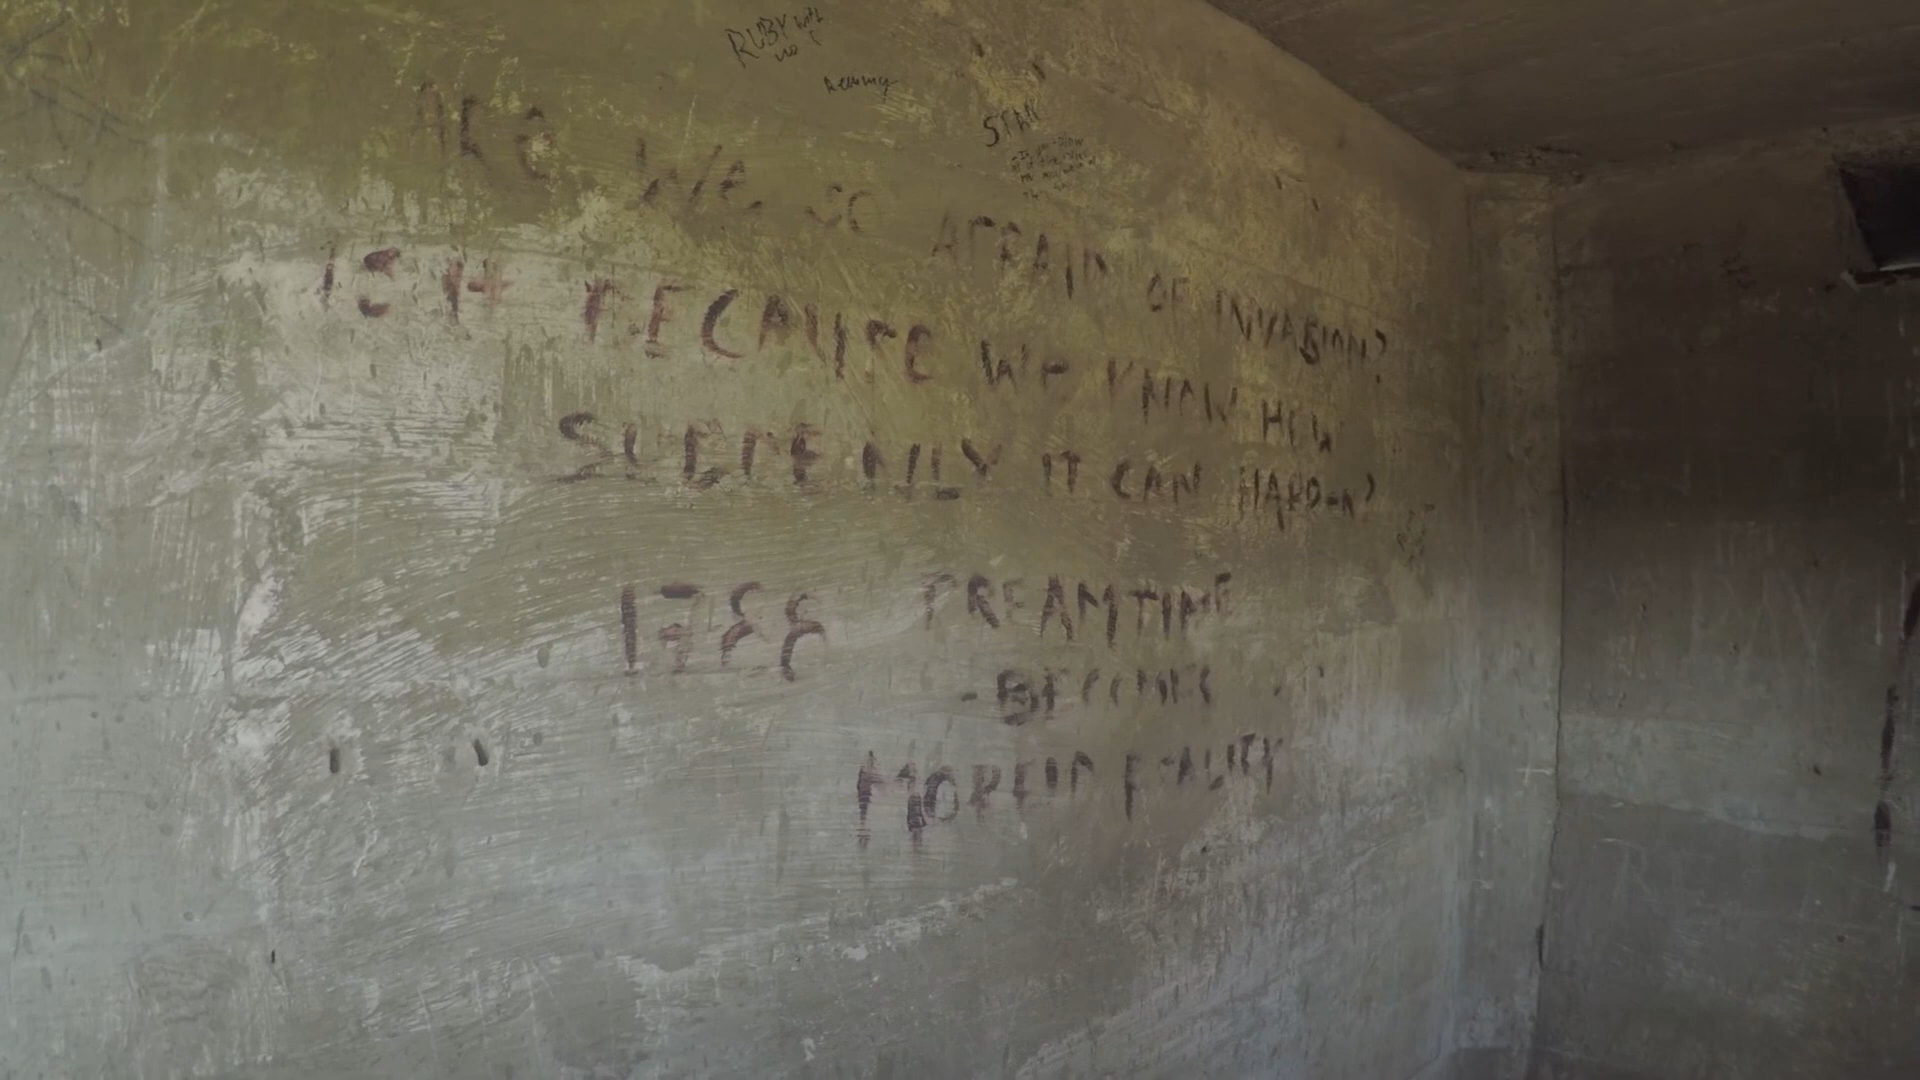 RUBY
STAR
ARE WE SO AFRAID OF INVASION?
IS it BECAUSE WE KNOW HOW
SUDDENLY IT CAN HAPPEN?
1788 DREAMTIME
- BECOMES
MORBID REALITY